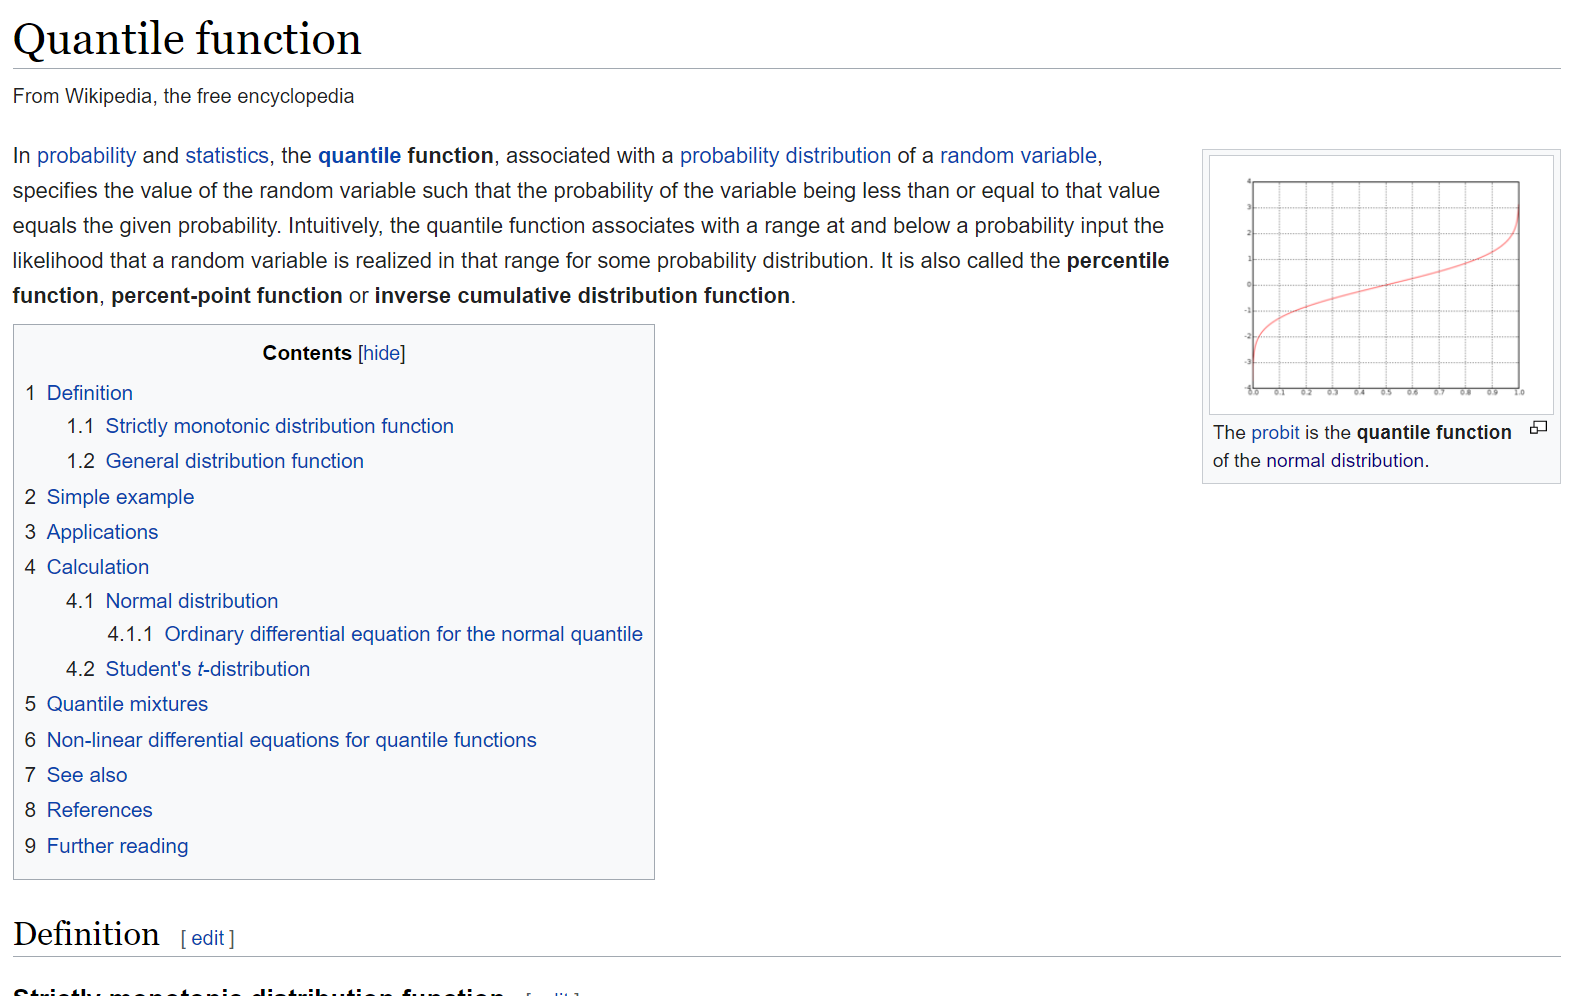 Quantile function
From Wikipedia, the free encyclopedia
In probability and statistics, the quantile function, associated with a probability distribution of a random variable,
specifies the value of the random variable such that the probability of the variable being less than or equal to that value
equals the given probability. Intuitively, the quantile function associates with a range at and below a probability input the
likelihood that a random variable is realized in that range for some probability distribution. It is also called the percentile
function, percent-point function or inverse cumulative distribution function.
4
3
2
1
0
-1
-2
-3
-4
0.0 0.1 0.2 0.3 0.4 0.5 0.6 0.7 0.8 0.9 1.0
The probit is the quantile function
of the normal distribution.
Contents [hide]
1 Definition
1.1 Strictly monotonic distribution function
1.2 General distribution function
2 Simple example
3 Applications
4 Calculation
4.1 Normal distribution
4.1.1 Ordinary differential equation for the normal quantile
4.2 Student's t-distribution
5 Quantile mixtures
6 Non-linear differential equations for quantile functions
7 See also
8 References
9 Further reading
Definition [ edit ]
Strictly monotonic distribution function [ edit ]